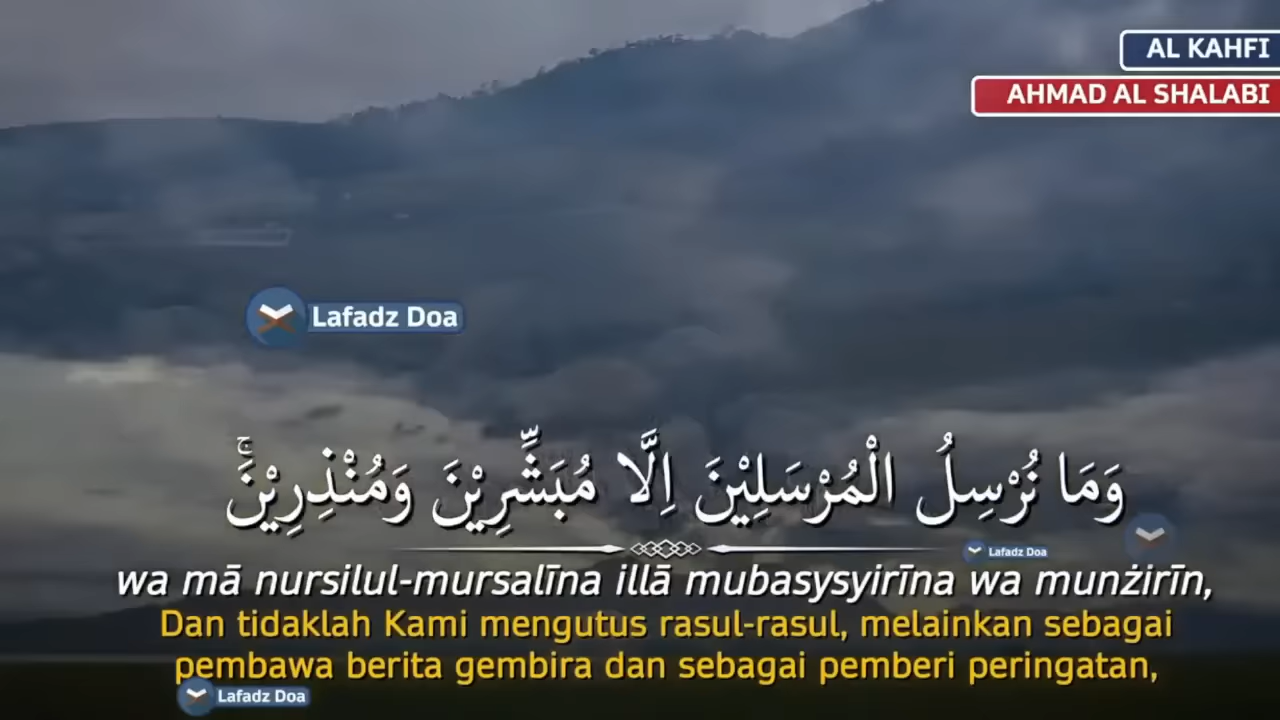 AL KAHFI
AHMAD AL SHALABI
Lafadz Doa
وَمَا نُرْسِلُ الْمُرْسَلِيْنَ اِلَّا مُبَشِّرِيْنَ وَمُنْذِرِيْنَۚ
Lafadz Doa
wa mā nursilul-mursalīna illā mubasysyirīna wa munżirīn,
Dan tidaklah Kami mengutus rasul-rasul, melainkan sebagai
pembawa berita gembira dan sebagai pemberi peringatan,
Lafadz Doa